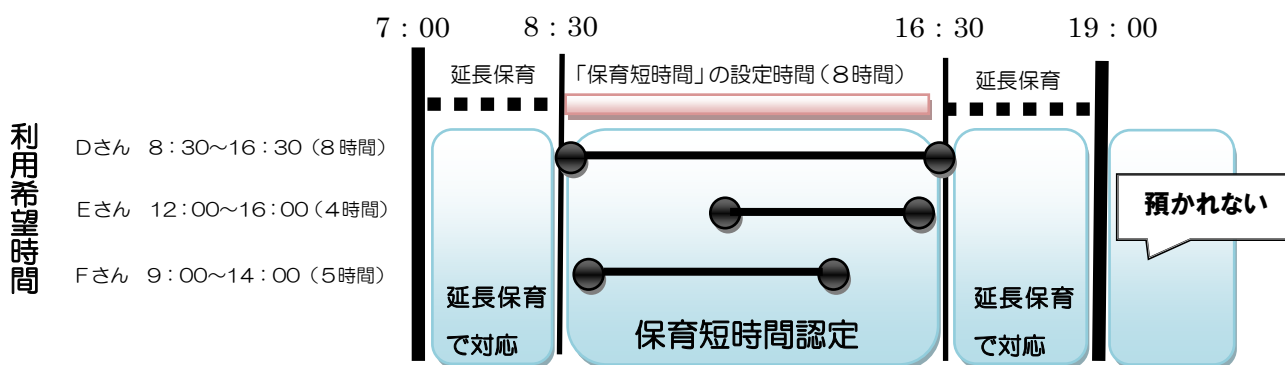 7：00
8：30
16：30
19：00
延長保育
「保育短時間」の設定時間（８時間）
延長保育
利用希望時間
Ｄさん　８：３０～１６：３０（８時間）
Ｅさん　１２：００～１６：００（４時間）
Ｆさん　９：００～１４：００（５時間）
預かれない
延長保育
で対応
保育短時間認定
延長保育
で対応